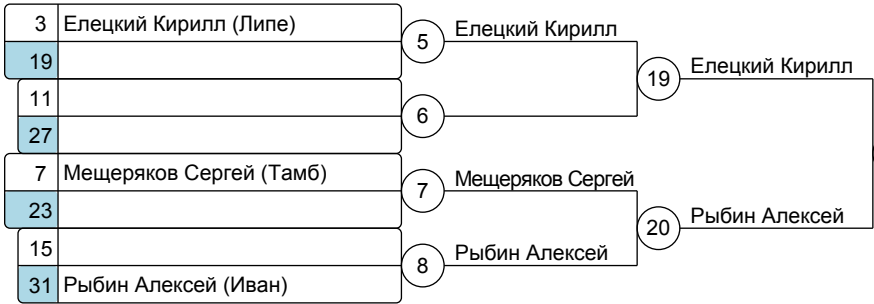 3 Елецкий Кирилл (Липе)
5 Елецкий Кирилл
19
19 Елецкий Кирилл
11
6
27
7 Мещеряков Сергей (Тамб)
7 Мещеряков Сергей
23
20 Рыбин Алексей
15
8 Рыбин Алексей
31 Рыбин Алексей (Иван)